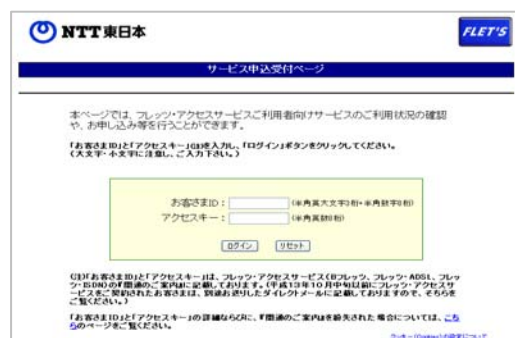 NTT東日本
FLET'S
サービス申込受付ページ
本ページでは、フレッツ・アクセスサービスご利用者向けサービスのご利用状況の確認
や、お申し込み等を行うことができます。
「お客さまID」と「アクセスキー」(注)を入力し、「ログイン」ボタンをクリックしてください。
(大文字・小文字に注意し、ご入力下さい。)
お客さまID： (半角英大文字3桁+半角数字8桁)
アクセスキー： (半角英数8桁)
ログイン リセット
(注)「お客さまID」と「アクセスキー」は、フレッツ・アクセスサービス(Bフレッツ、フレッツ・ADSL、フレッ
ツ・ISDN)の『開通のご案内』に記載しております。(平成13年10月中旬以前にフレッツ・アクセスサ
ービスをご契約されたお客さまは、別途お送りしたダイレクトメールに記載しておりますので、そちらを
ご覧ください。)
「お客さまID」と「アクセスキー」の詳細ならびに、『開通のご案内』を紛失された場合については、こち
らのページをご覧ください。
クッキー(Cookies)の設定について